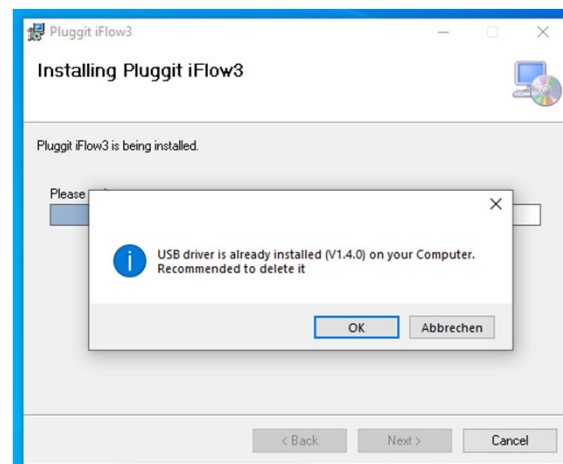 Pluggit iFlow3
Installing Pluggit iFlow3
Pluggit iFlow3 is being installed.
Please
USB driver is already installed (V1.4.0) on your Computer.
Recommended to delete it
OK
Abbrechen
< Back
Next >
Cancel